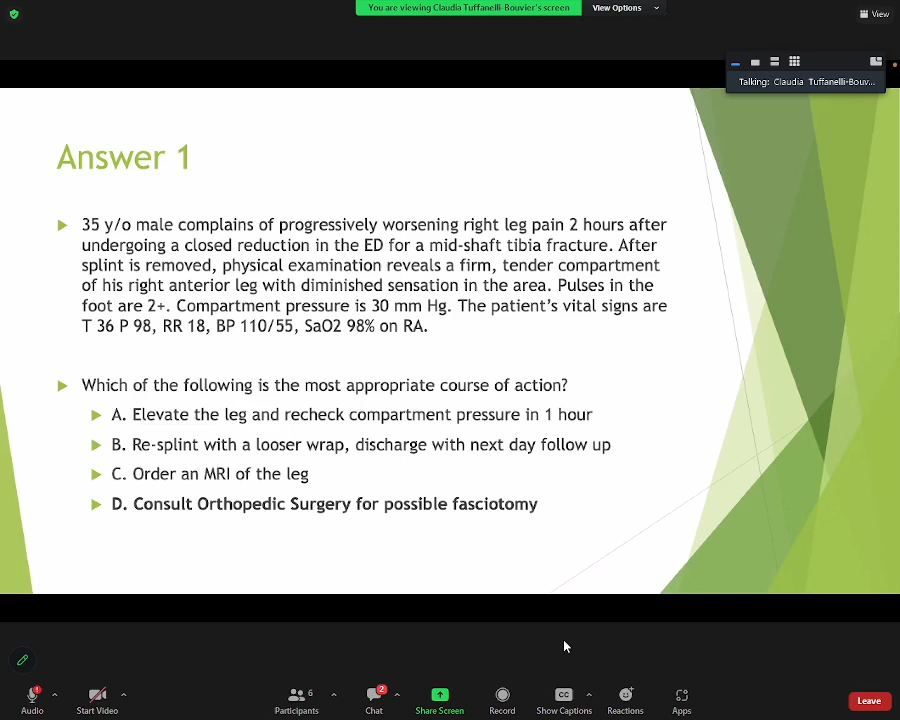 You are viewing Claudia Tuffanelli-Bouvier's screen
View Options
View
Talking: Claudia Tuffanelli-Bouv...
Answer 1
35 y/o male complains of progressively worsening right leg pain 2 hours after
undergoing a closed reduction in the ED for a mid-shaft tibia fracture. After
splint is removed, physical examination reveals a firm, tender compartment
of his right anterior leg with diminished sensation in the area. Pulses in the
foot are 2+. Compartment pressure is 30 mm Hg. The patient's vital signs are
T 36 P 98, RR 18, BP 110/55, SaO2 98% on RA.
Which of the following is the most appropriate course of action?
A. Elevate the leg and recheck compartment pressure in 1 hour
B. Re-splint with a looser wrap, discharge with next day follow up
C. Order an MRI of the leg
D. Consult Orthopedic Surgery for possible fasciotomy
6
2
CC
Audio
Start Video
Participants
Chat
Share Screen
Record
Show Captions
Reactions
Apps
Leave